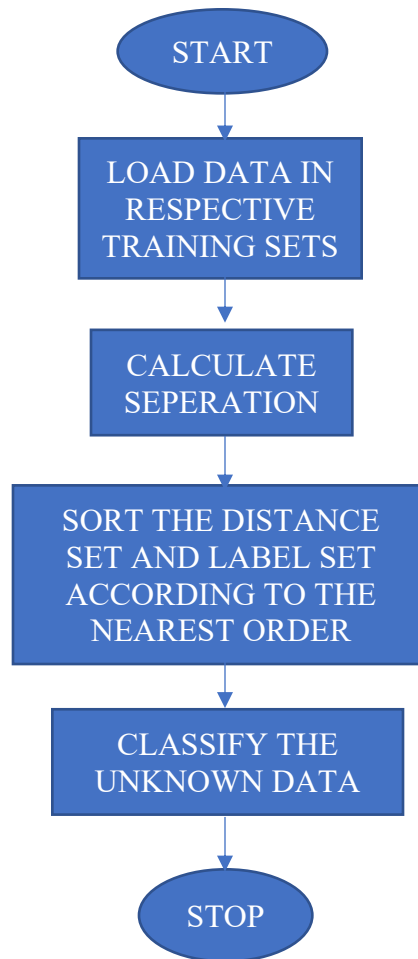 START
LOAD DATA IN
RESPECTIVE
TRAINING SETS
CALCULATE
SEPERATION
SORT THE DISTANCE
SET AND LABEL SET
ACCORDING TO THE
NEAREST ORDER
CLASSIFY THE
UNKNOWN DATA
STOP